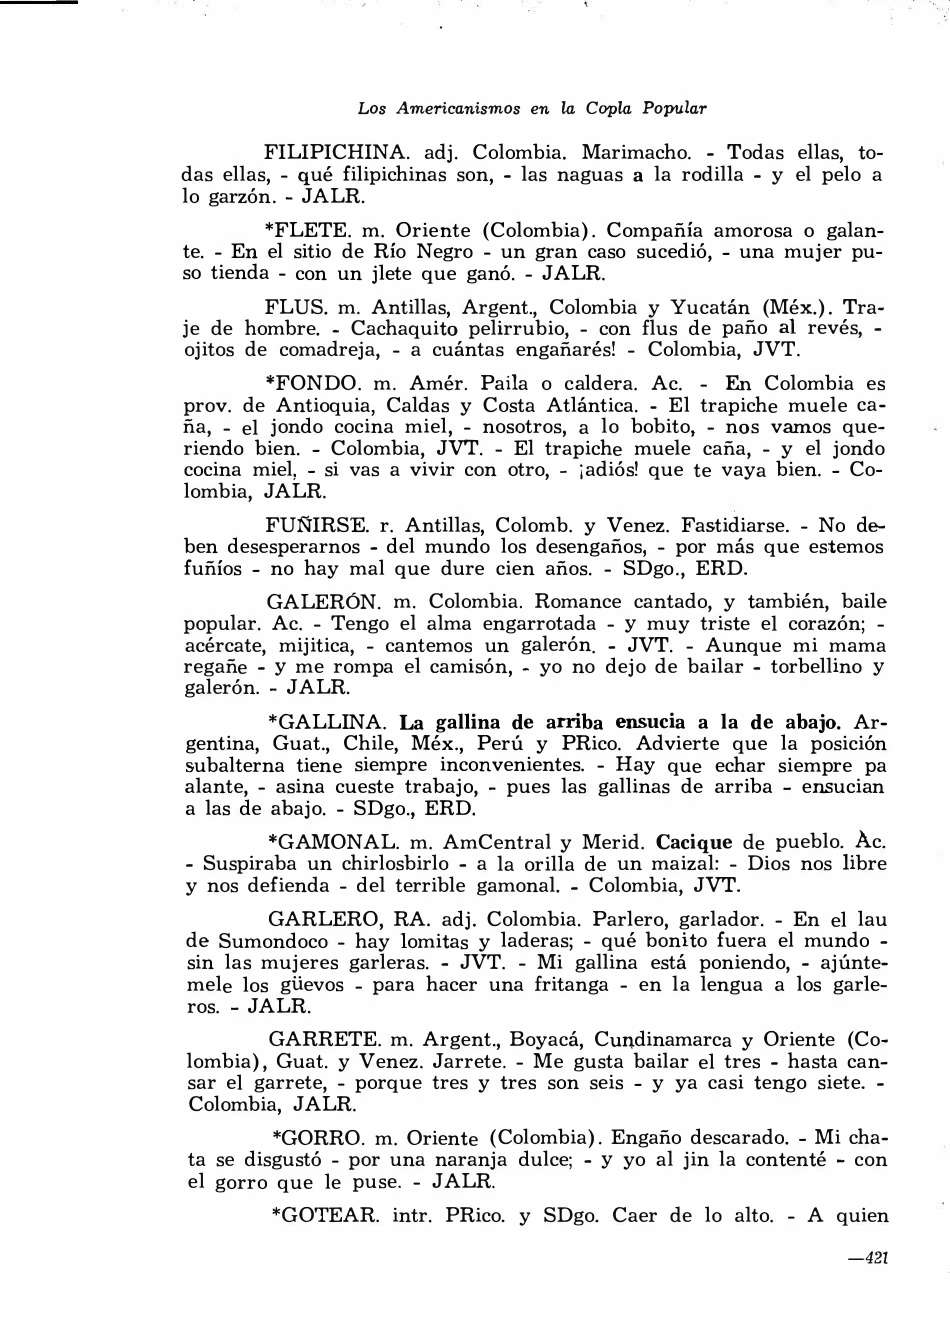 Los Americanismos en la Copla Popular
FILIPICHINA. adj. Colombia. Marimacho. - Todas ellas, to-
das ellas, - qué filipichinas son, - las naguas a la rodilla - y el pelo a
lo garzón. - JALR.
*FLETE. m. Oriente (Colombia). Compañía amorosa o galan-
te. - En el sitio de Río Negro - un gran caso sucedió, - una mujer pu-
so tienda - con un jlete que ganó. - JALR.
FLUS. m. Antillas, Argent., Colombia y Yucatán (Méx.). Tra-
je de hombre. - Cachaquito pelirrubio, - con flus de paño al revés, -
ojitos de comadreja, - a cuántas engañarés! - Colombia, JVT.
*FONDO. m. Amér. Paila o caldera. Ac. - En Colombia es
prov. de Antioquia, Caldas y Costa Atlántica. - El trapiche muele ca-
ña, - el jondo cocina miel, - nosotros, a lo bobito, - nos vamos que-
riendo bien. - Colombia, JVT. - El trapiche muele caña, - y el jondo
cocina miel, - si vas a vivir con otro, - ¡adiós! que te vaya bien. - Co-
lombia, JALR.
FUÑIRSE. r. Antillas, Colomb. y Venez. Fastidiarse. - No de-
ben desesperarnos - del mundo los desengaños, - por más que estemos
fuñíos - no hay mal que dure cien años. - SDgo., ERD.
GALERÓN. m. Colombia. Romance cantado, y también, baile
popular. Ac. - Tengo el alma engarrotada - y muy triste el corazón; -
acércate, mijitica, - cantemos un galerón. - JVT. - Aunque mi mama
regañe - y me rompa el camisón, - yo no dejo de bailar - torbellino y
galerón. - JALR.
*GALLINA. La gallina de arriba ensucia a la de abajo. Ar-
gentina, Guat., Chile, Méx., Perú y PRico. Advierte que la posición
subalterna tiene siempre inconvenientes. - Hay que echar siempre pa
alante, - asina cueste trabajo, - pues las gallinas de arriba - ensucian
a las de abajo. - SDgo., ERD.
*GAMONAL. m. AmCentral y Merid. Cacique de pueblo. Ac.
- Suspiraba un chirlosbirlo - a la orilla de un maizal: - Dios nos libre
y nos defienda - del terrible gamonal. - Colombia, JVT.
GARLERO, RA. adj. Colombia. Parlero, garlador. - En el lau
de Sumondoco - hay lomitas y laderas; - qué bonito fuera el mundo -
sin las mujeres garleras. - JVT. - Mi gallina está poniendo, - ajúnte-
mele los güevos - para hacer una fritanga - en la lengua a los garle-
ros. - JALR.
GARRETE. m. Argent., Boyacá, Cundinamarca y Oriente (Co-
lombia), Guat. y Venez. Jarrete. - Me gusta bailar el tres - hasta can-
sar el garrete, - porque tres y tres son seis - y ya casi tengo siete. -
Colombia, JALR.
*GORRO. m. Oriente (Colombia). Engaño descarado. - Mi cha-
ta se disgustó - por una naranja dulce; - y yo al jin la contenté - con
el gorro que le puse. - JALR.
*GOTEAR. intr. PRico. y SDgo. Caer de lo alto. - A quien
—421